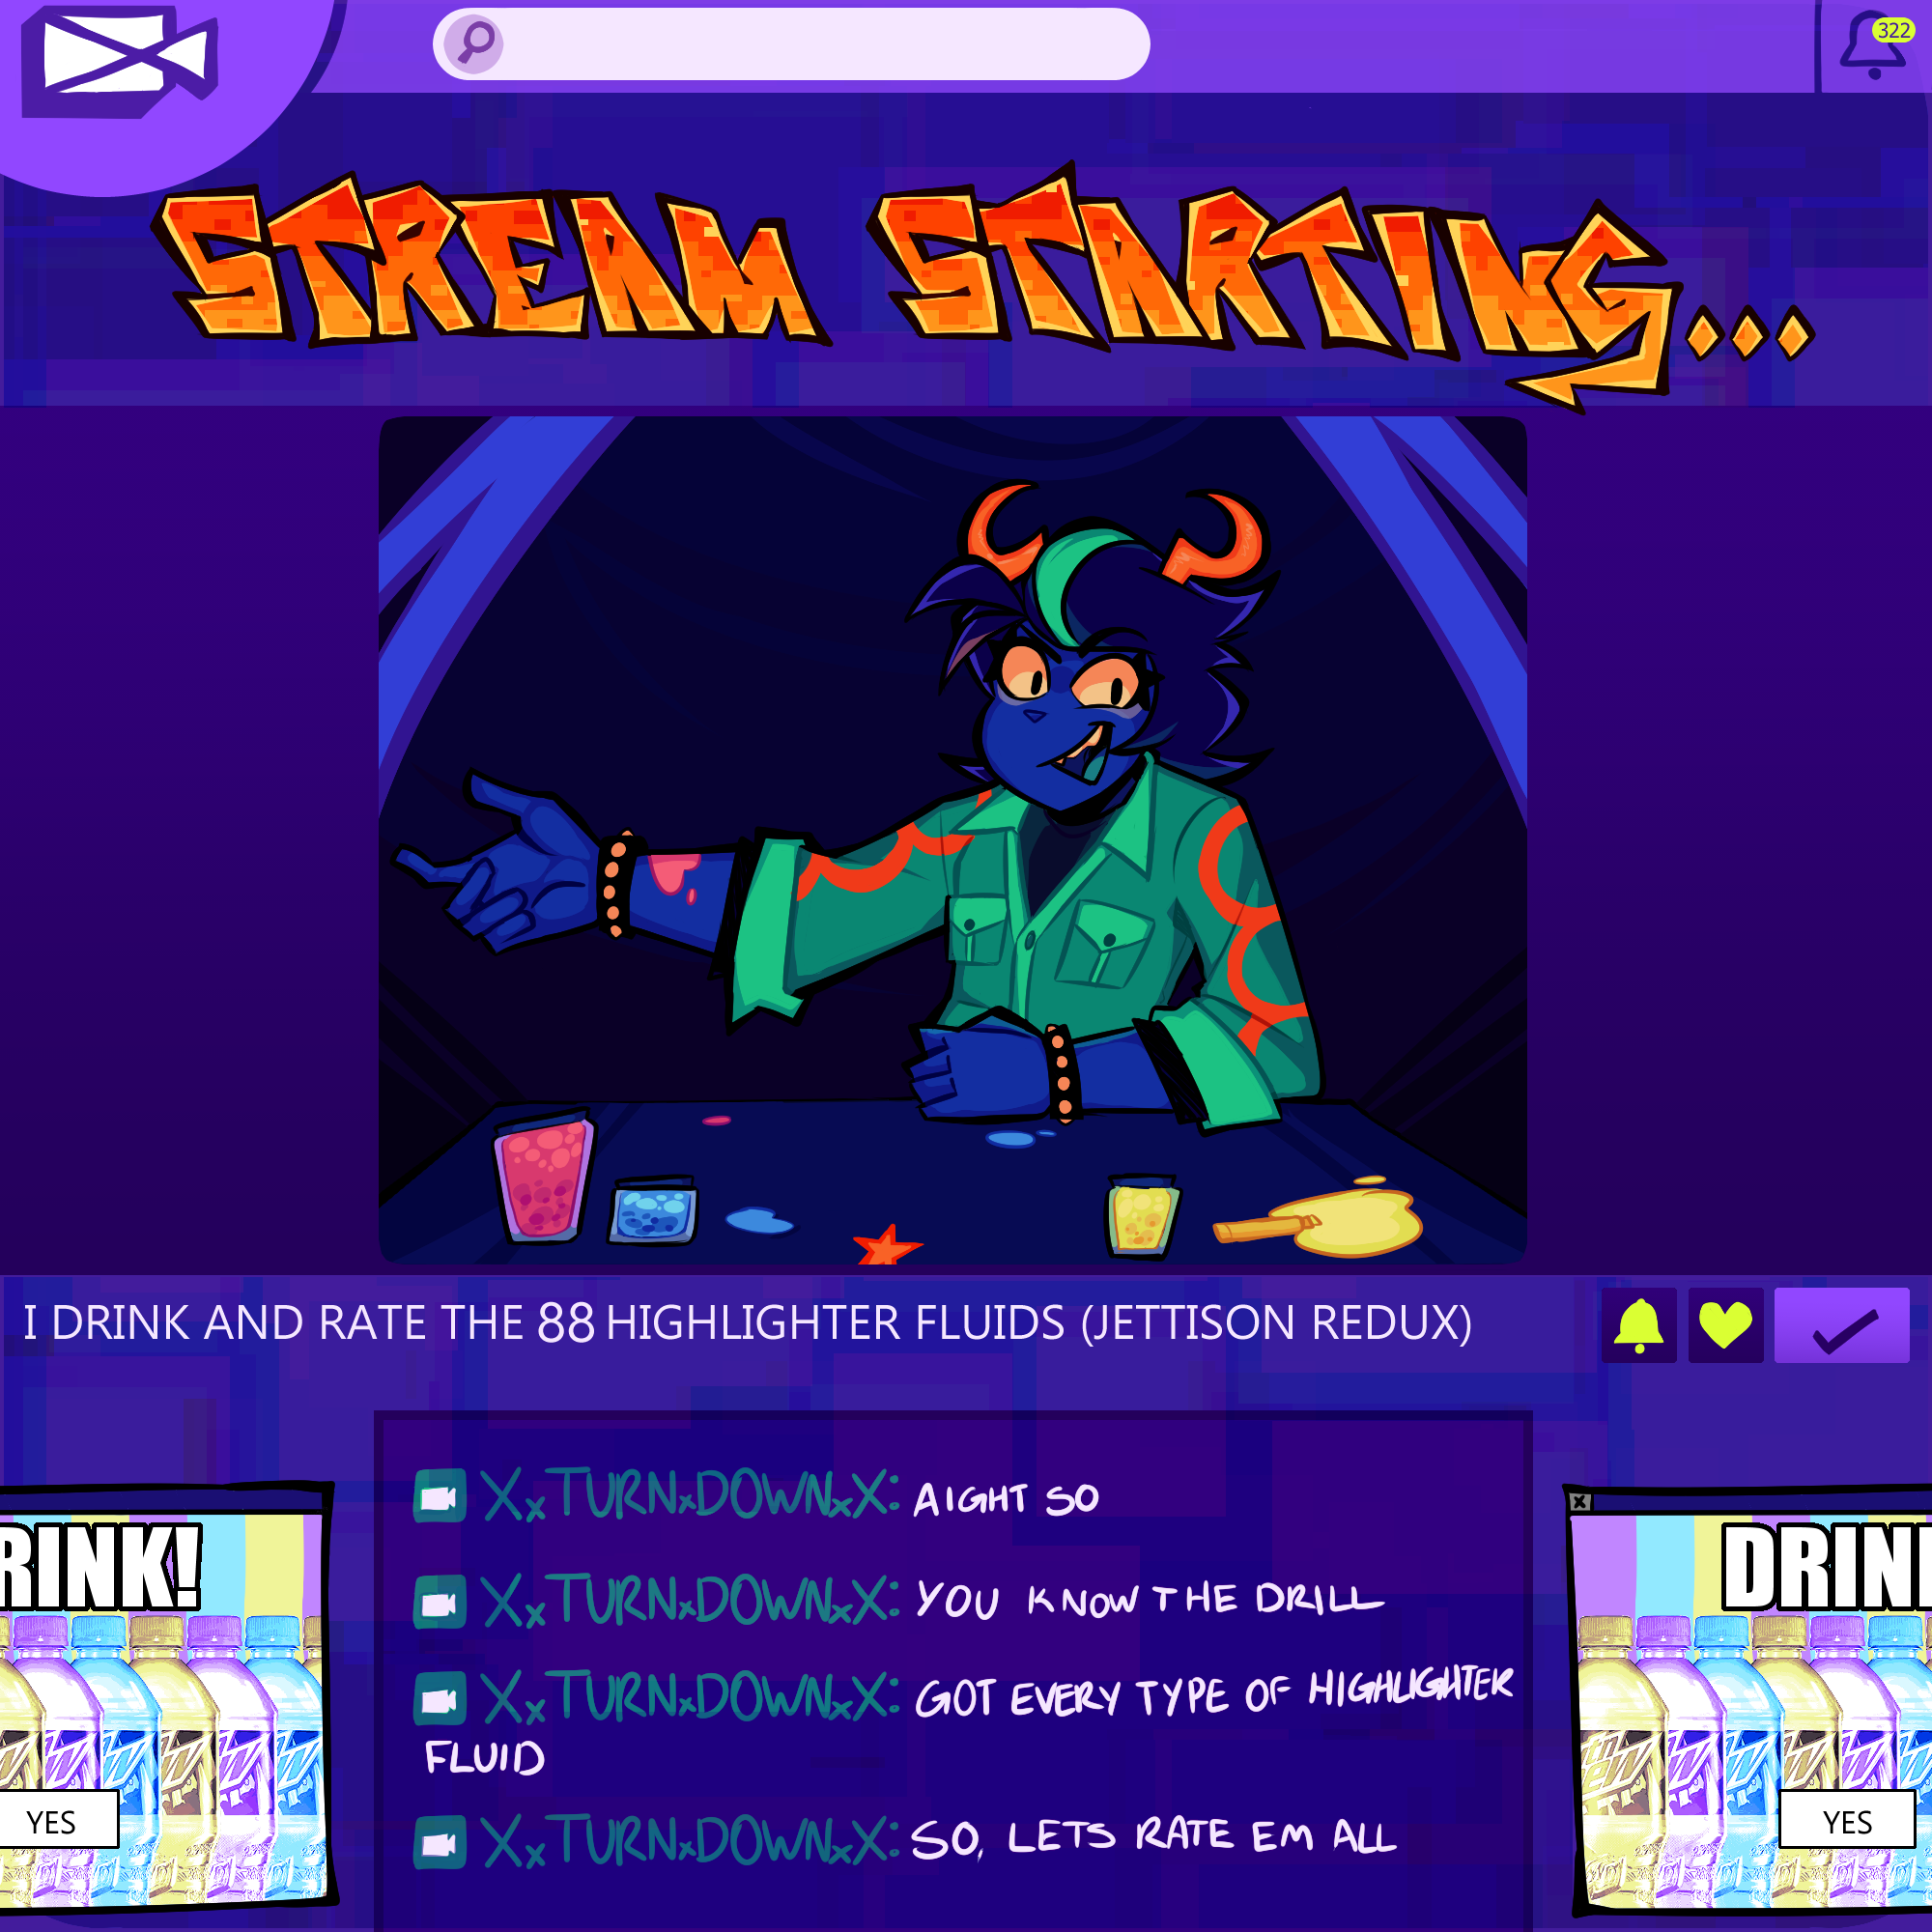 322
STREAM STARTING...
I DRINK AND RATE THE 88 HIGHLIGHTER FLUIDS (JETTISON REDUX)
XxTURNxDOWNxX: AIGHT SO
XxTURNxDOWNxX: YOU KNOW THE DRILL
XxTURNxDOWNxX: GOT EVERY TYPE OF HIGHLIGHTER
FLUID
XxTURNxDOWNxX: SO, LETS RATE EM ALL
RINK!
YES
X
DRIN
YES